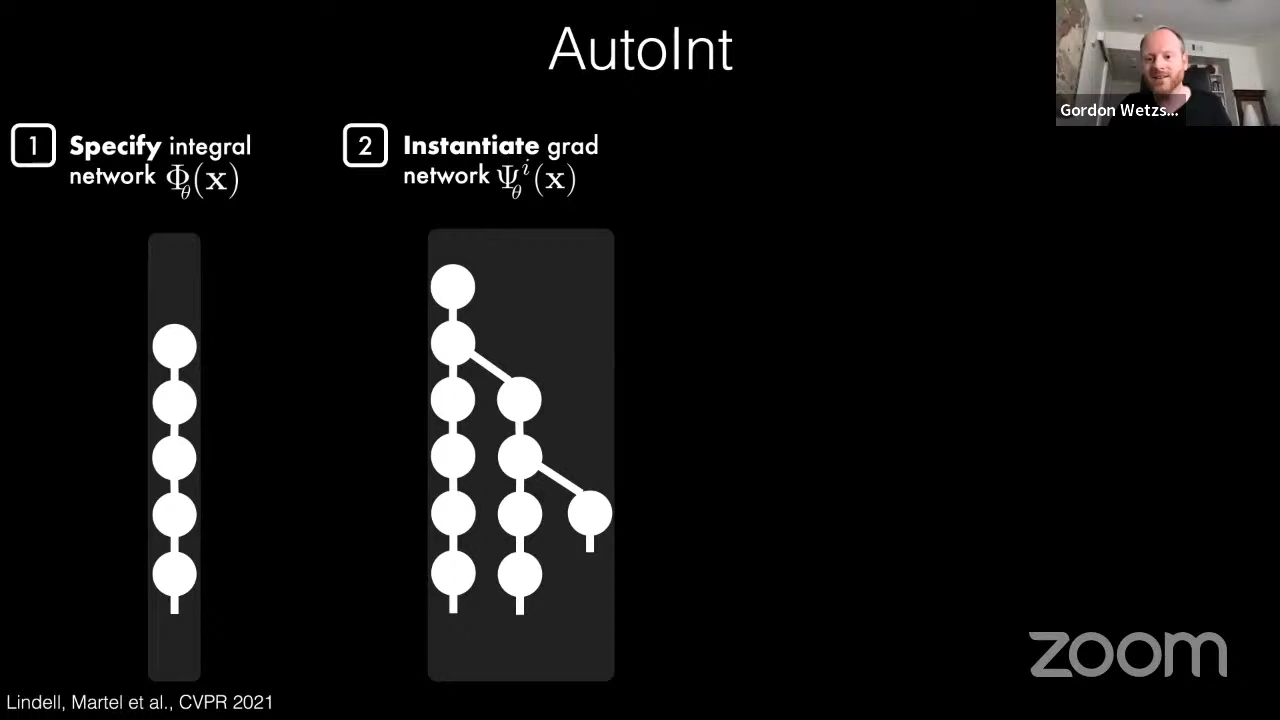 AutoInt
Gordon Wetzs...
1 Specify integral
network Φθ(x)
2 Instantiate grad
network Ψθⁱ(x)
zoom
Lindell, Martel et al., CVPR 2021